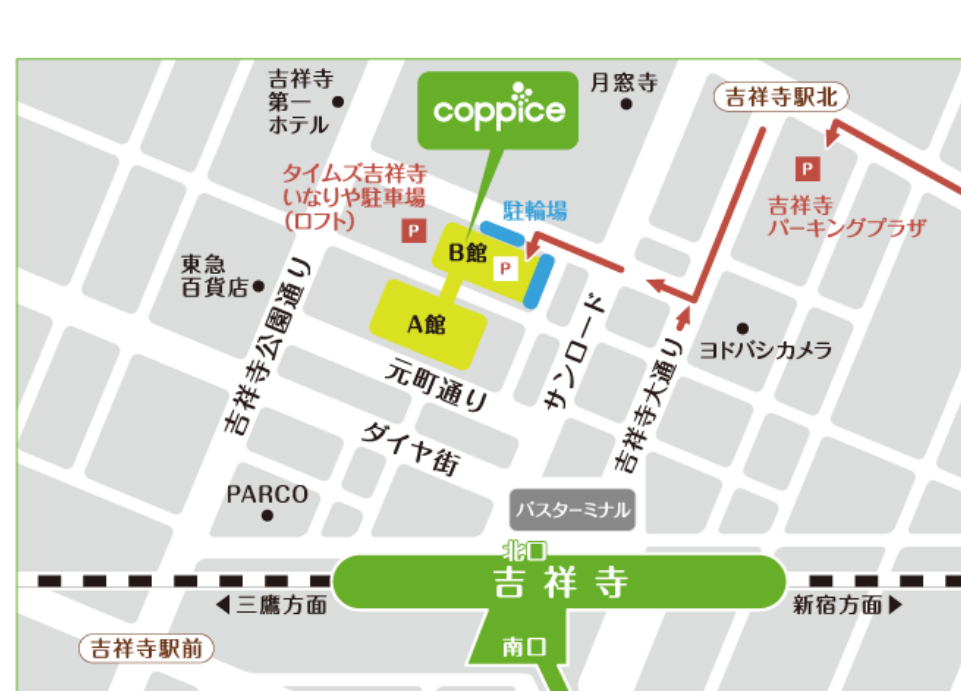 吉祥寺
第一
ホテル
coppice
月窓寺
吉祥寺駅北
P
タイムズ吉祥寺
いなりや駐車場
(ロフト)
P
駐輪場
吉祥寺
パーキングプラザ
B館
P
東急
百貨店
A館
吉祥寺公園通り
元町通り
サンロード
ヨドバシカメラ
吉祥寺大通り
ダイヤ街
PARCO
バスターミナル
北口
吉祥寺
◀三鷹方面
新宿方面▶
吉祥寺駅前
南口